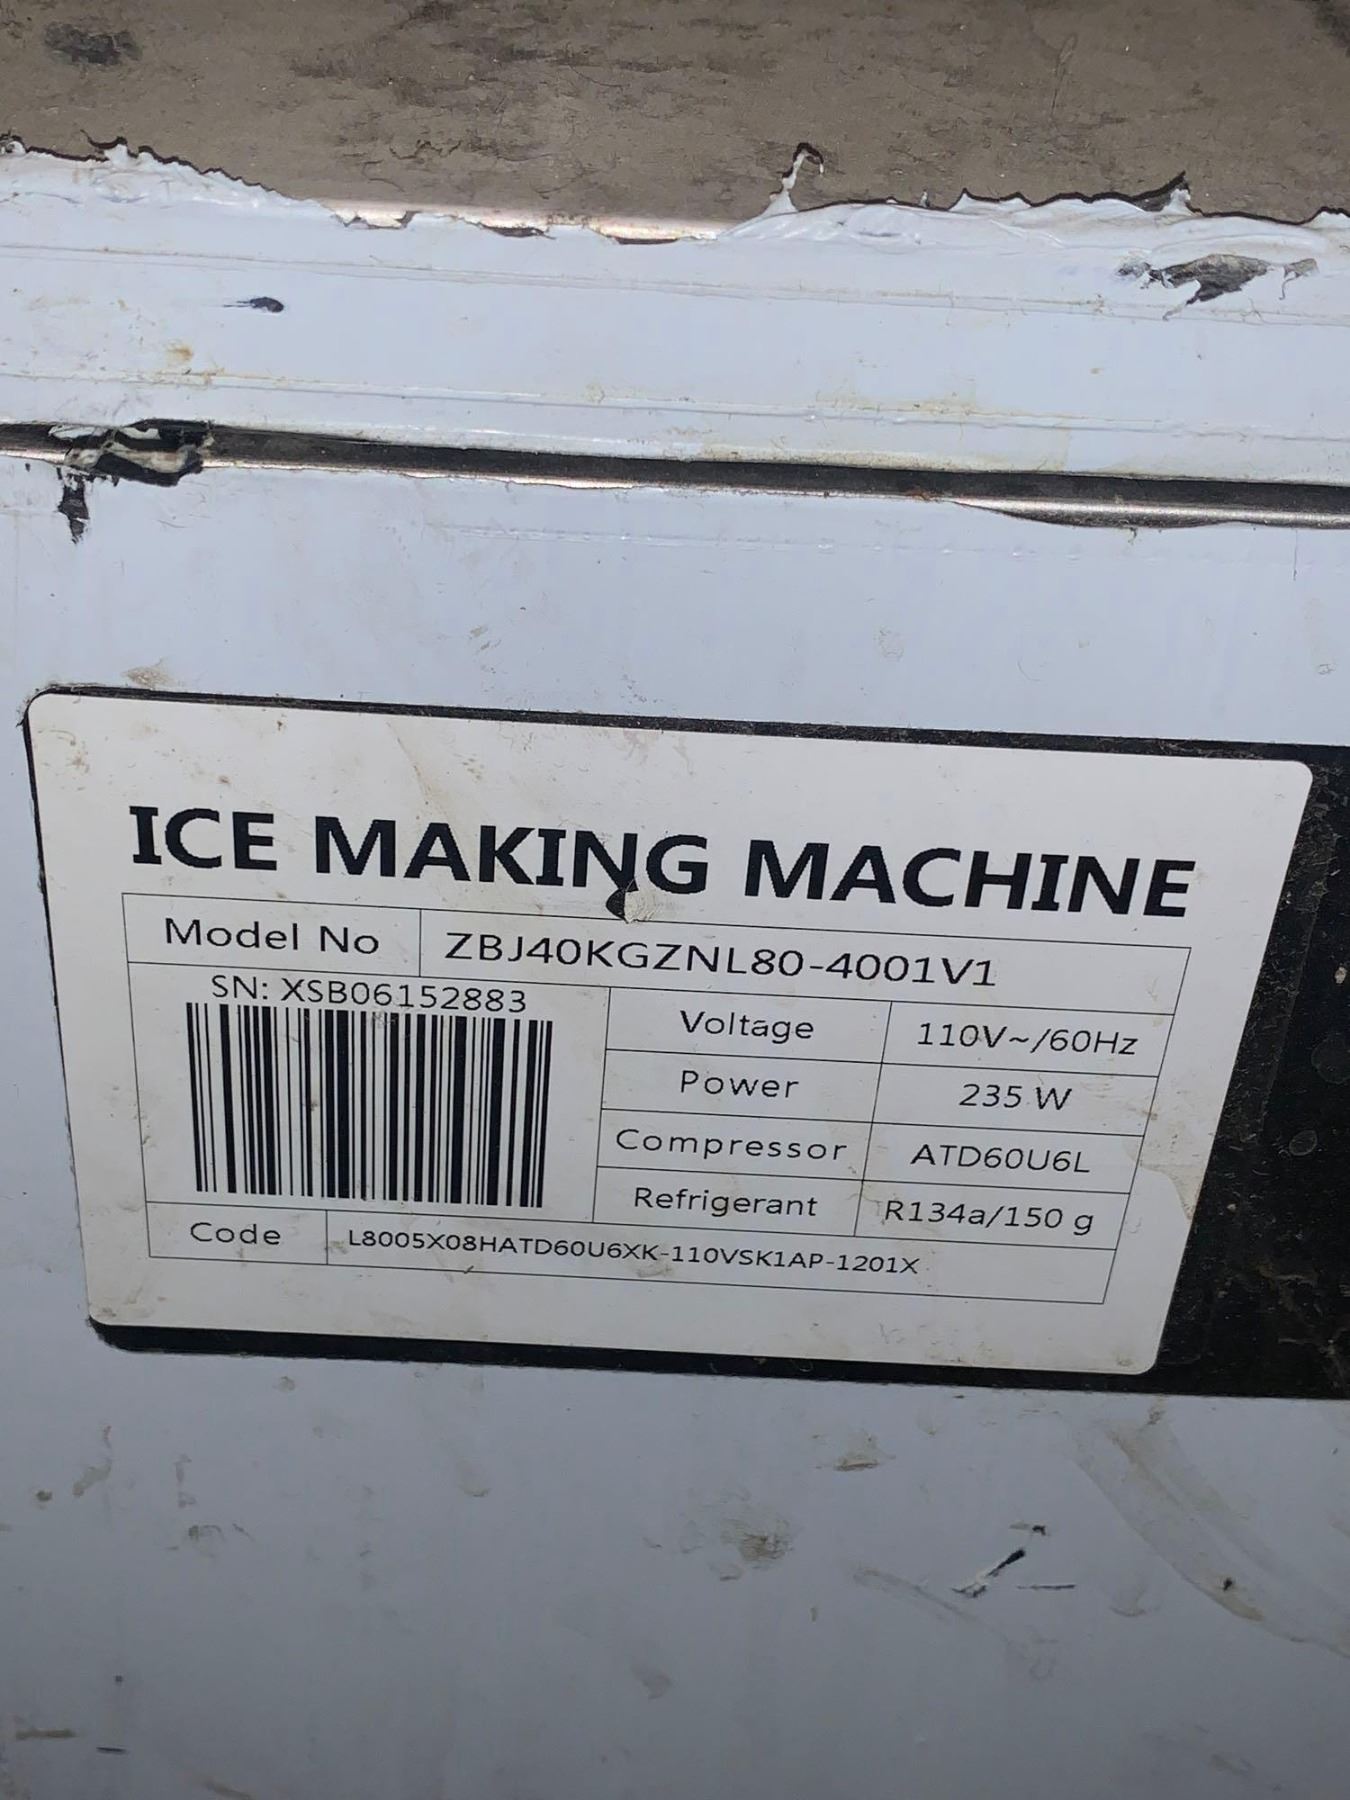 ICE MAKING MACHINE
Model No ZBJ40KGZNL80-4001V1
SN: XSB06152883
Voltage 110V~/60Hz
Power 235 W
Compressor ATD60U6L
Refrigerant R134a/150 g
Code L8005X08HATD60U6XK-110VSK1AP-1201X